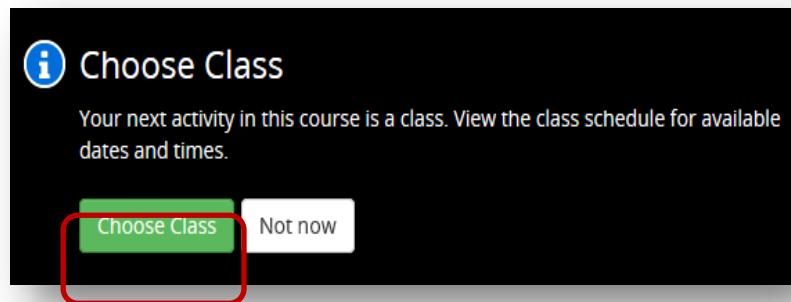 Choose Class
Your next activity in this course is a class. View the class schedule for available
dates and times.
Choose Class Not now